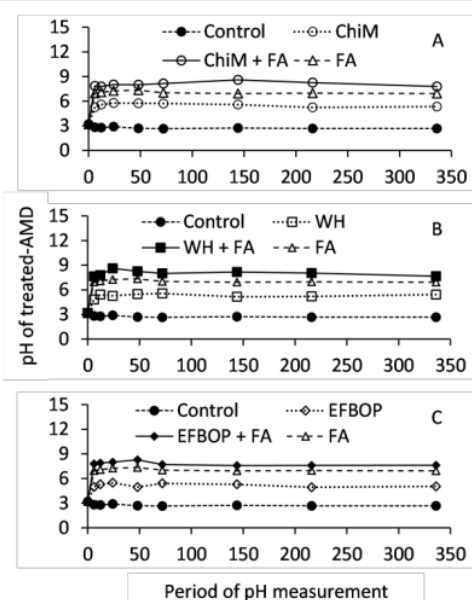 15
12
9
6
3
0
Control ChiM
ChiM + FA FA
A
0 50 100 150 200 250 300 350
pH of treated-AMD
15
12
9
6
3
0
Control WH
WH + FA FA
B
0 50 100 150 200 250 300 350
15
12
9
6
3
0
Control EFBOP
EFBOP + FA FA
C
0 50 100 150 200 250 300 350
Period of pH measurement